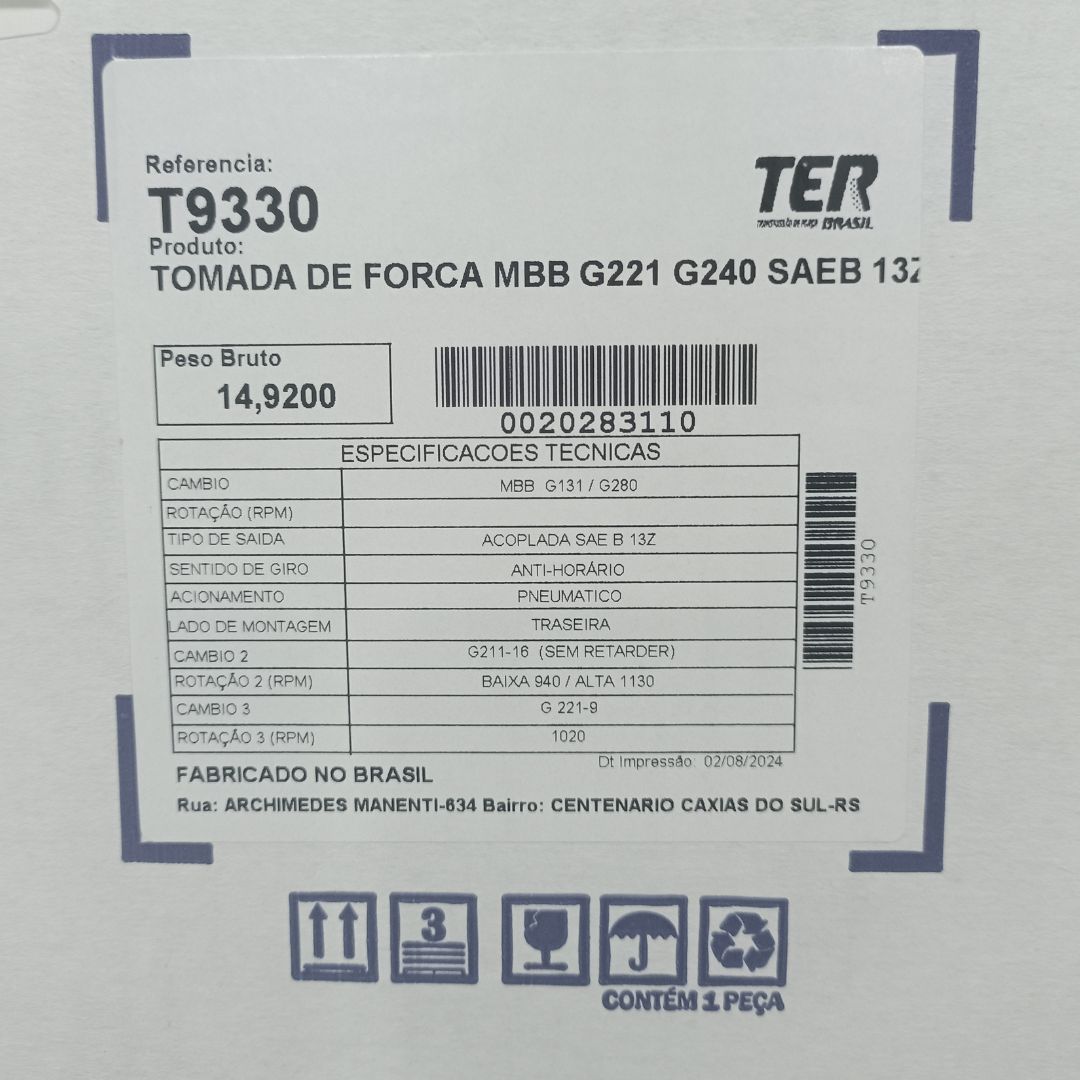 Referencia:
T9330
TER
BRASIL
Produto:
TOMADA DE FORCA MBB G221 G240 SAEB 13Z
Peso Bruto
14,9200
0020283110
ESPECIFICACOES TECNICAS
CAMBIO MBB G131 / G280
ROTAÇÃO (RPM)
TIPO DE SAIDA ACOPLADA SAE B 13Z
SENTIDO DE GIRO ANTI-HORÁRIO
ACIONAMENTO PNEUMATICO
LADO DE MONTAGEM TRASEIRA
CAMBIO 2 G211-16 (SEM RETARDER)
ROTAÇÃO 2 (RPM) BAIXA 940 / ALTA 1130
CAMBIO 3 G 221-9
ROTAÇÃO 3 (RPM) 1020
T9330
Dt Impressão: 02/08/2024
FABRICADO NO BRASIL
Rua: ARCHIMEDES MANENTI-634 Bairro: CENTENARIO CAXIAS DO SUL-RS
3
CONTÉM 1 PEÇA